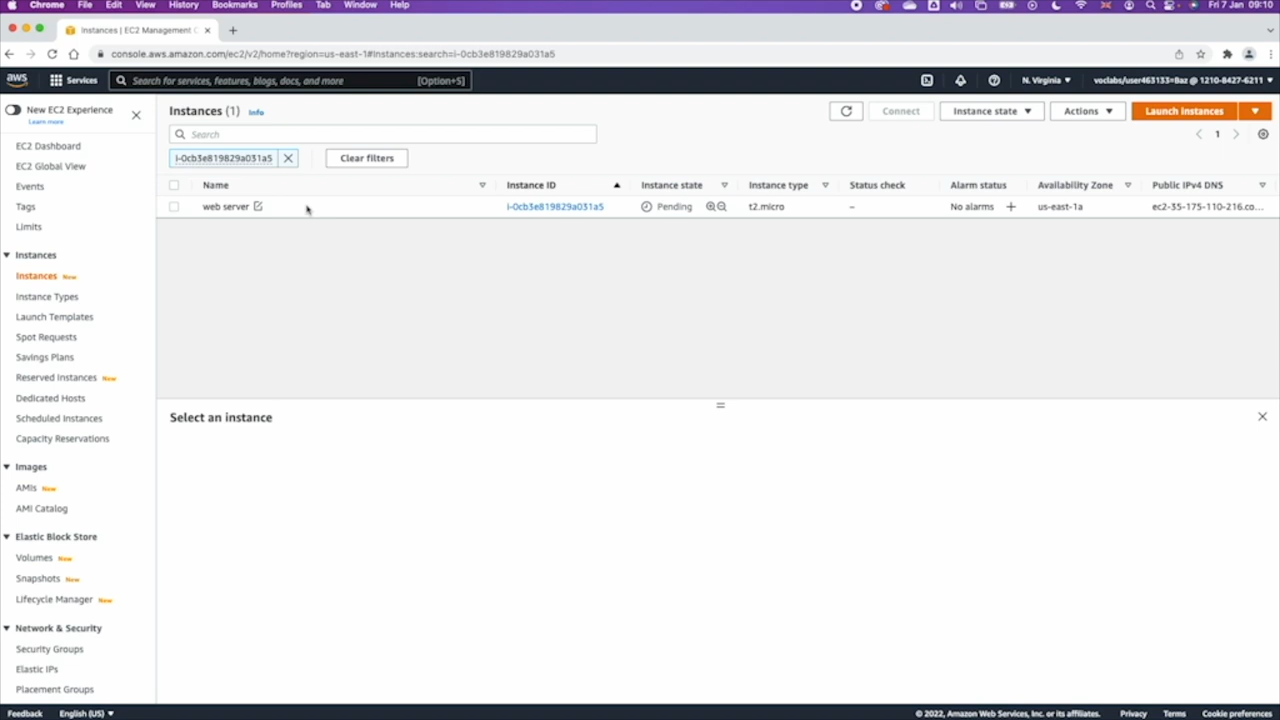 Chrome File Edit View History Bookmarks Profiles Tab Window Help Fri 7 Jan 09:10
Instances | EC2 Management C
console.aws.amazon.com/ec2/v2/home?region=us-east-1#Instances:search=i-0cb3e819829a031a5
aws Services Search for services, features, blogs, docs, and more [Option+S] N. Virginia voclabs/user463133=Baz @ 1210-8427-6211
New EC2 Experience
Learn more
EC2 Dashboard
EC2 Global View
Events
Tags
Limits
Instances
Instances New
Instance Types
Launch Templates
Spot Requests
Savings Plans
Reserved Instances New
Dedicated Hosts
Scheduled Instances
Capacity Reservations
Images
AMIs New
AMI Catalog
Elastic Block Store
Volumes New
Snapshots New
Lifecycle Manager New
Network & Security
Security Groups
Elastic IPs
Placement Groups
Instances (1) Info
Connect Instance state Actions Launch instances
Search
1
i-0cb3e819829a031a5 Clear filters
Name Instance ID Instance state Instance type Status check Alarm status Availability Zone Public IPv4 DNS
web server i-0cb3e819829a031a5 Pending t2.micro – No alarms us-east-1a ec2-35-175-110-216.co...
Select an instance
Feedback English (US) © 2022, Amazon Web Services, Inc. or its affiliates. Privacy Terms Cookie preferences